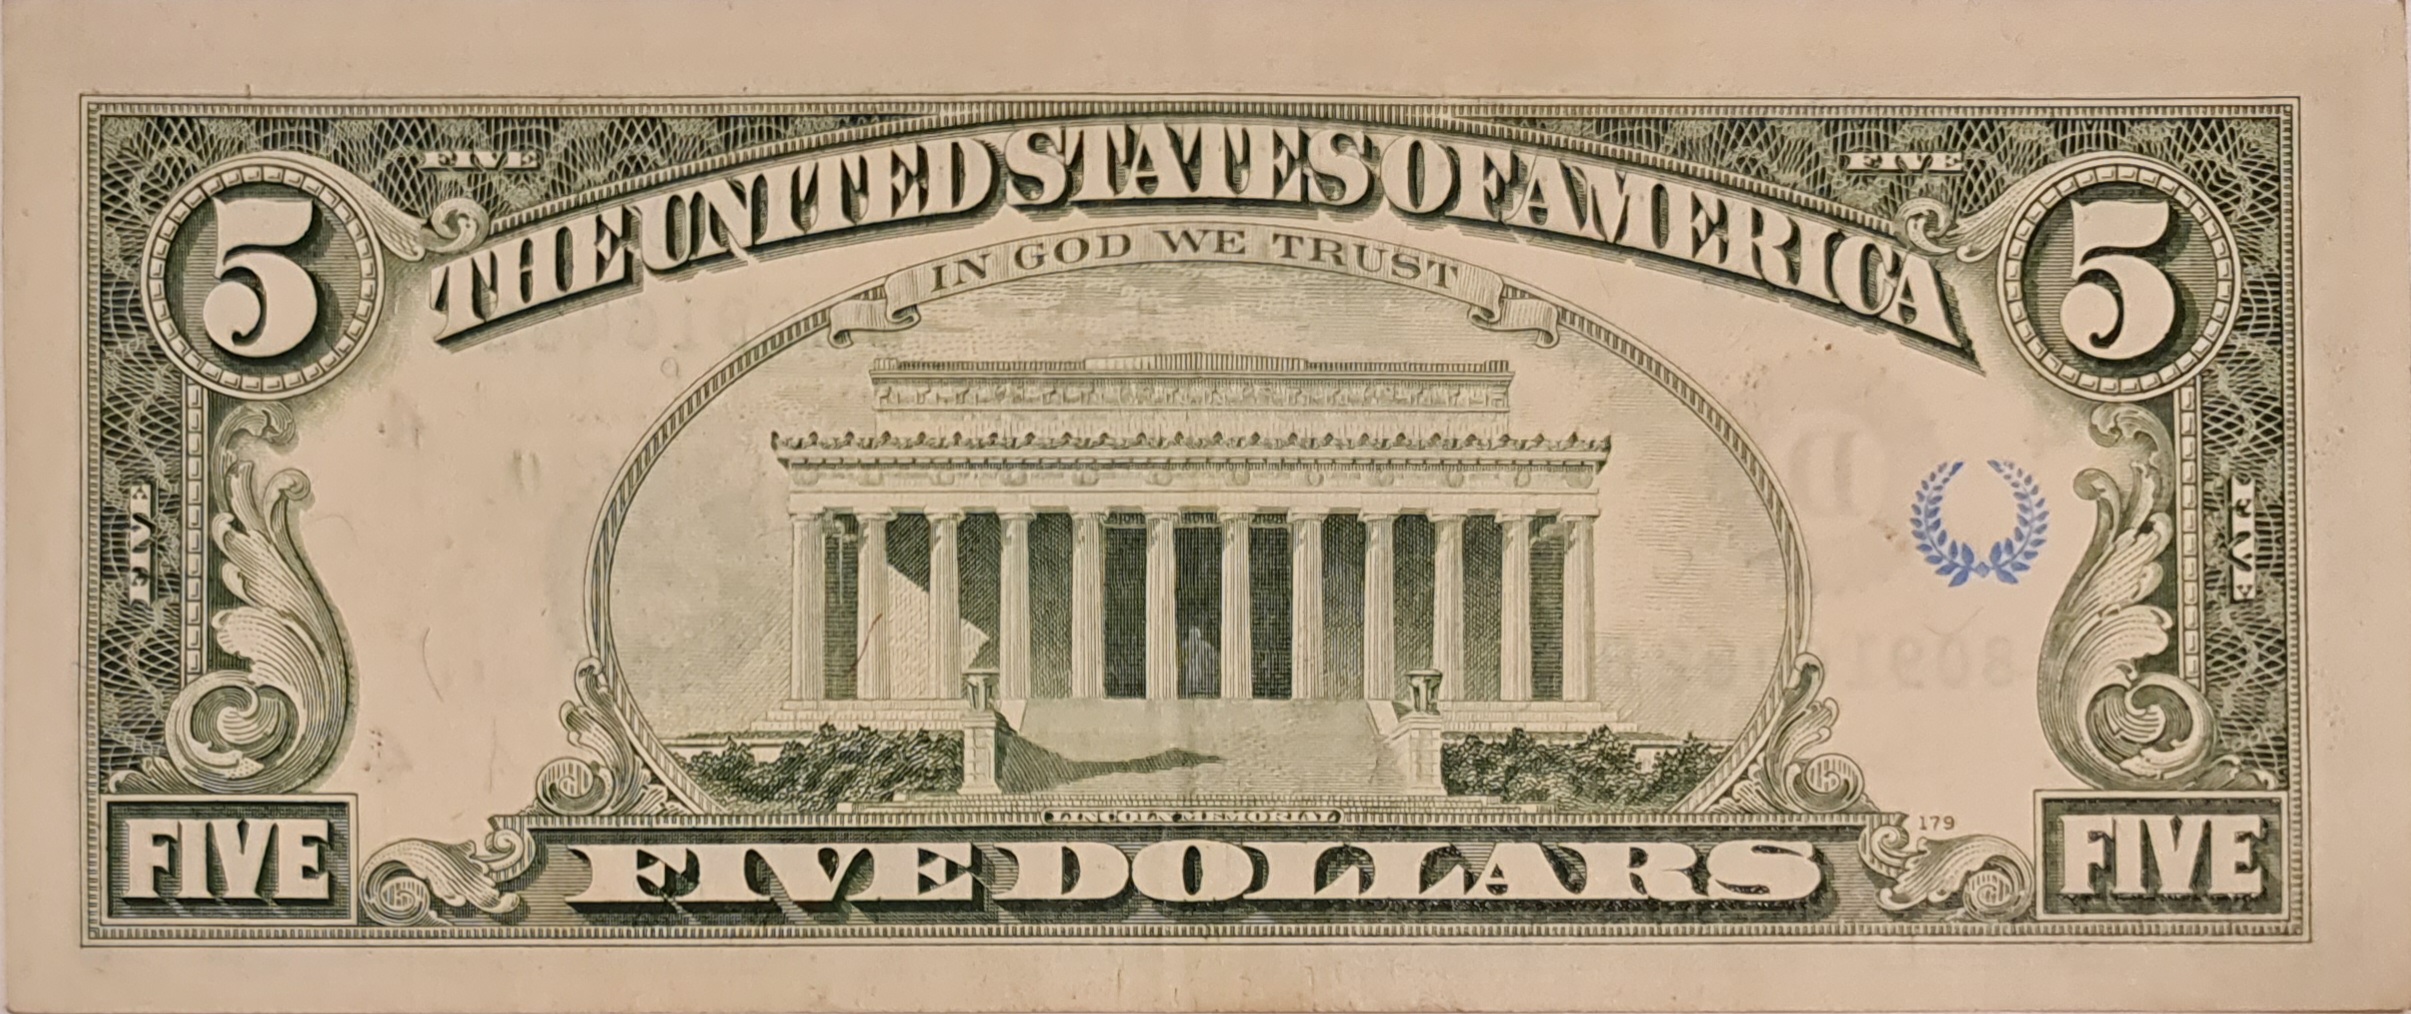 FIVE FIVE
5 THE UNITED STATES OF AMERICA 5
IN GOD WE TRUST
FIVE FIVE
LINCOLN MEMORIAL
179
FIVE FIVE DOLLARS FIVE